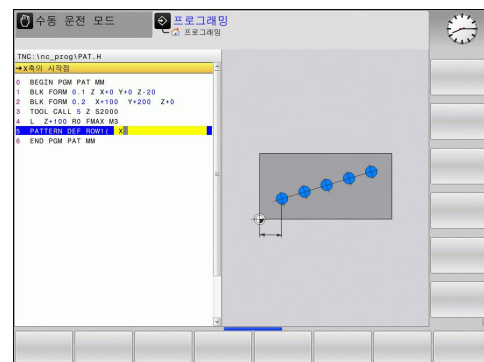 수동 운전 모드
프로그래밍
프로그래밍
TNC:\nc_prog\PAT.H
→X축의 시작점
0 BEGIN PGM PAT MM
1 BLK FORM 0.1 Z X+0 Y+0 Z-20
2 BLK FORM 0.2 X+100 Y+200 Z+0
3 TOOL CALL 5 Z S2000
4 L Z+100 R0 FMAX M3
5 PATTERN DEF ROW1( X
6 END PGM PAT MM